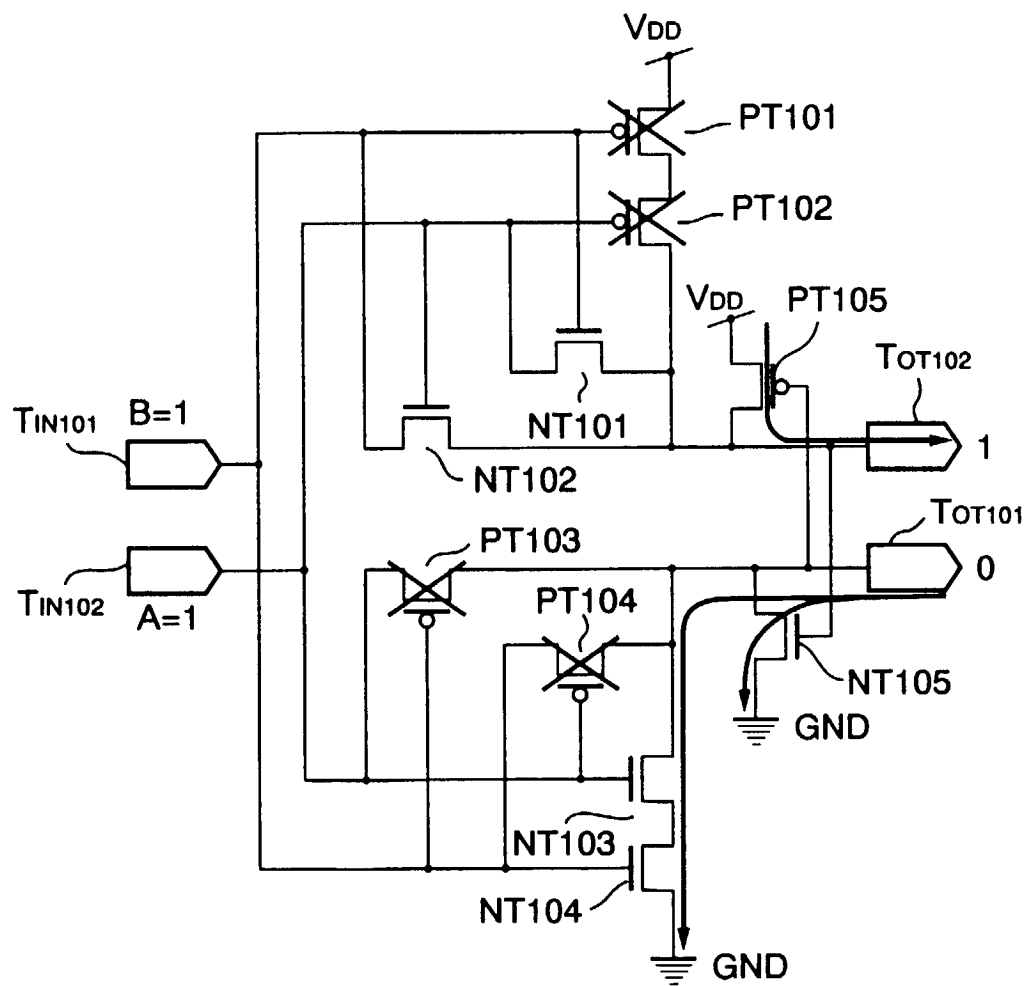 VDD
PT101
PT102
VDD
PT105
TOT102
NT101
TIN101
B=1
1
NT102
TOT101
PT103
0
PT104
TIN102
A=1
NT105
GND
NT103
NT104
GND